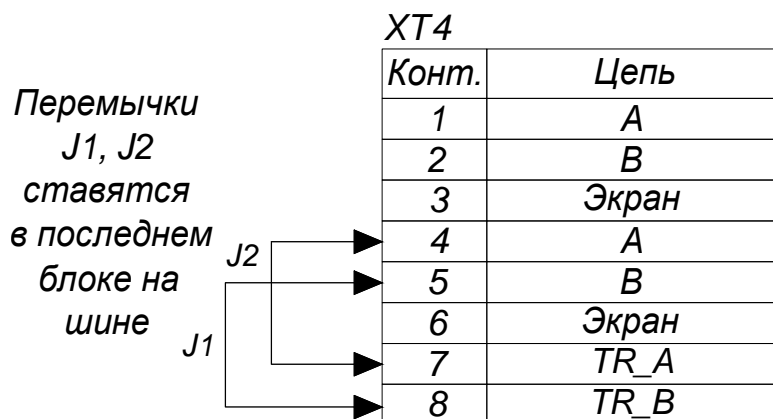 XT4
Конт. Цепь
1 A
2 B
3 Экран
4 A
5 B
6 Экран
7 TR_A
8 TR_B
Перемычки
J1, J2
ставятся
в последнем
блоке на
шине
J2
J1